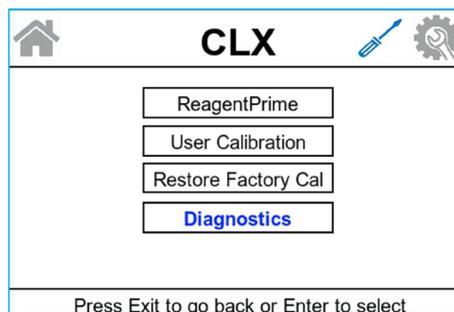 CLX
ReagentPrime
User Calibration
Restore Factory Cal
Diagnostics
Press Exit to go back or Enter to select